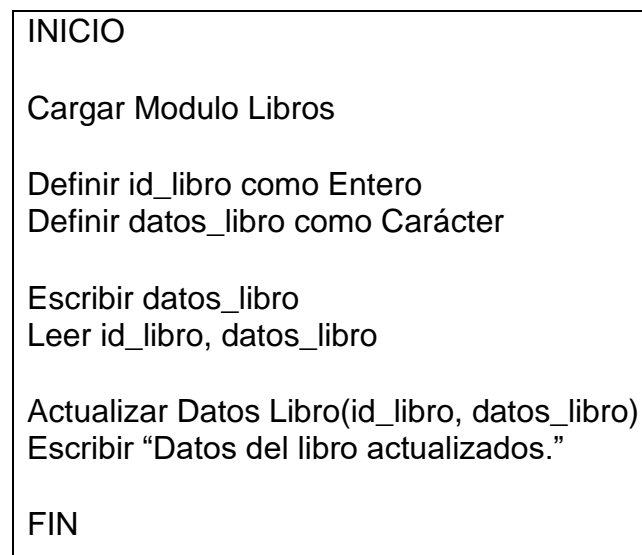 INICIO
Cargar Modulo Libros
Definir id_libro como Entero
Definir datos_libro como Carácter
Escribir datos_libro
Leer id_libro, datos_libro
Actualizar Datos Libro(id_libro, datos_libro)
Escribir “Datos del libro actualizados.”
FIN